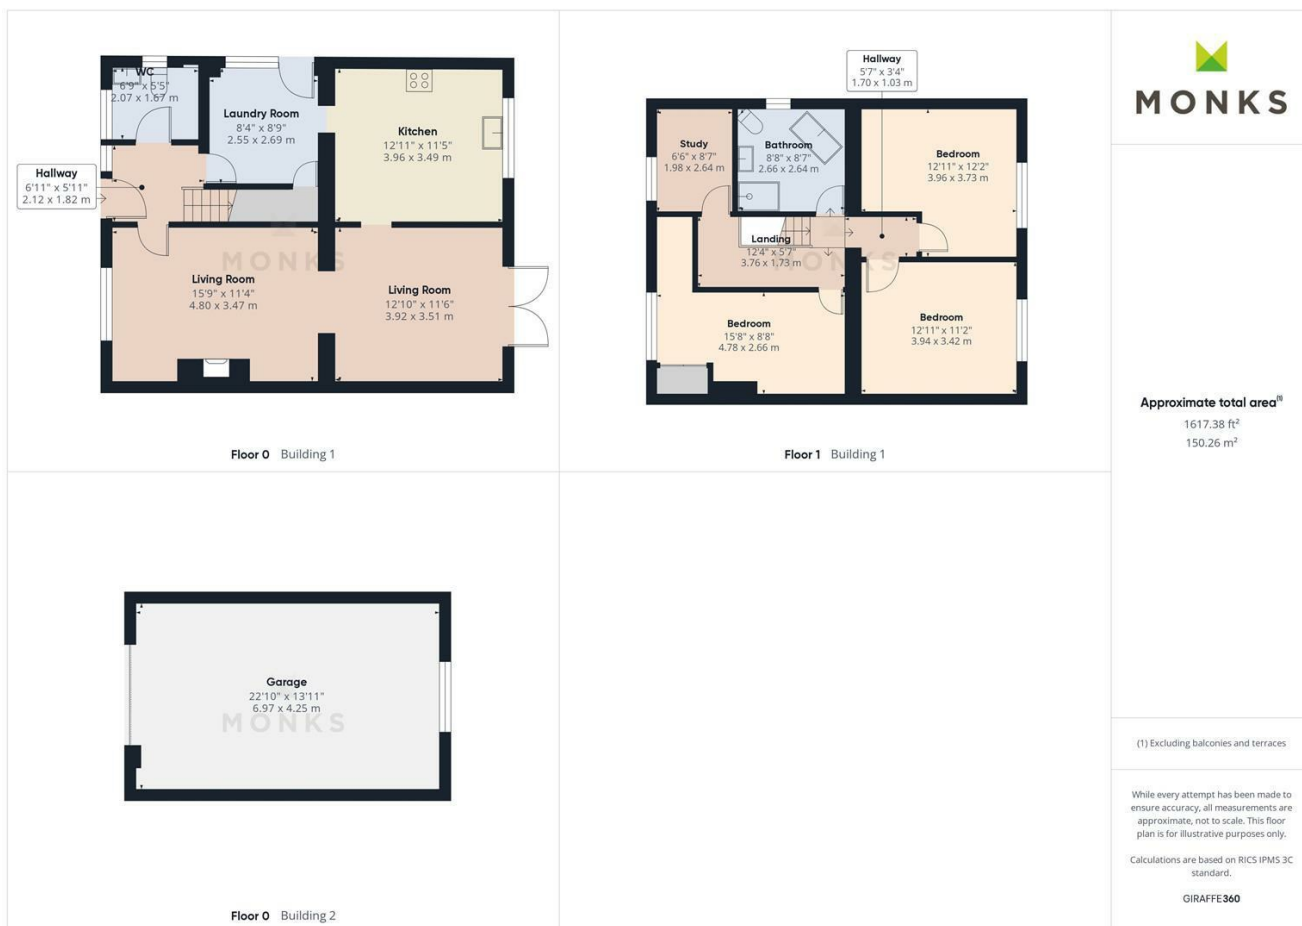 WC
6'9" x 5'5"
2.07 x 1.67 m
Laundry Room
8'4" x 8'9"
2.55 x 2.69 m
Kitchen
12'11" x 11'5"
3.96 x 3.49 m
Hallway
6'11" x 5'11"
2.12 x 1.82 m
MONKS
Living Room
15'9" x 11'4"
4.80 x 3.47 m
Living Room
12'10" x 11'6"
3.92 x 3.51 m
Floor 0 Building 1
Hallway
5'7" x 3'4"
1.70 x 1.03 m
Study
6'6" x 8'7"
1.98 x 2.64 m
Bathroom
8'8" x 8'7"
2.66 x 2.64 m
Bedroom
12'11" x 12'2"
3.96 x 3.73 m
Landing
12'4" x 5'7"
3.76 x 1.73 m
MONKS
Bedroom
15'8" x 8'8"
4.78 x 2.66 m
Bedroom
12'11" x 11'2"
3.94 x 3.42 m
Floor 1 Building 1
Garage
22'10" x 13'11"
6.97 x 4.25 m
MONKS
Floor 0 Building 2
MONKS
Approximate total area(1)
1617.38 ft²
150.26 m²
(1) Excluding balconies and terraces
While every attempt has been made to
ensure accuracy, all measurements are
approximate, not to scale. This floor
plan is for illustrative purposes only.
Calculations are based on RICS IPMS 3C
standard.
GIRAFFE360